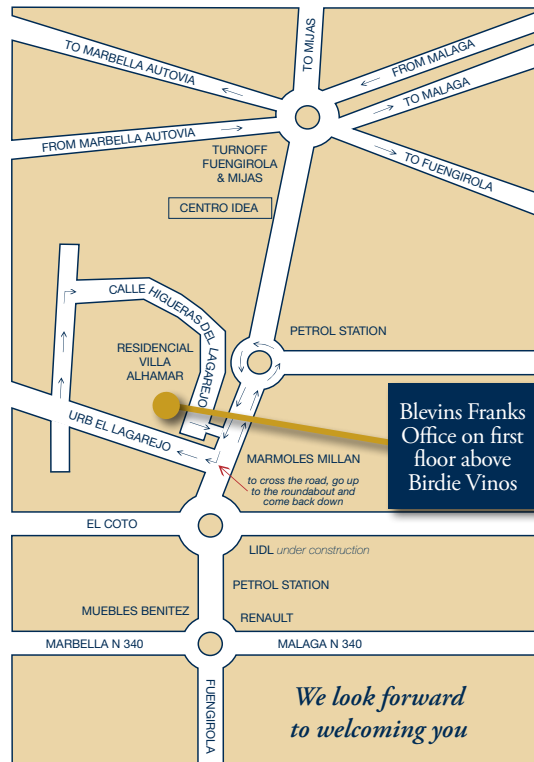 TO MIJAS
TO MARBELLA AUTOVIA
FROM MALAGA
TO MALAGA
FROM MARBELLA AUTOVIA
TURNOFF
FUENGIROLA
& MIJAS
TO FUENGIROLA
CENTRO IDEA
CALLE HIGUERAS DEL LAGAREJO
PETROL STATION
RESIDENCIAL
VILLA
ALHAMAR
URB EL LAGAREJO
Blevins Franks
Office on first
floor above
Birdie Vinos
MARMOLES MILLAN
to cross the road, go up
to the roundabout and
come back down
EL COTO
LIDL under construction
PETROL STATION
MUEBLES BENITEZ
RENAULT
MARBELLA N 340
MALAGA N 340
FUENGIROLA
We look forward
to welcoming you